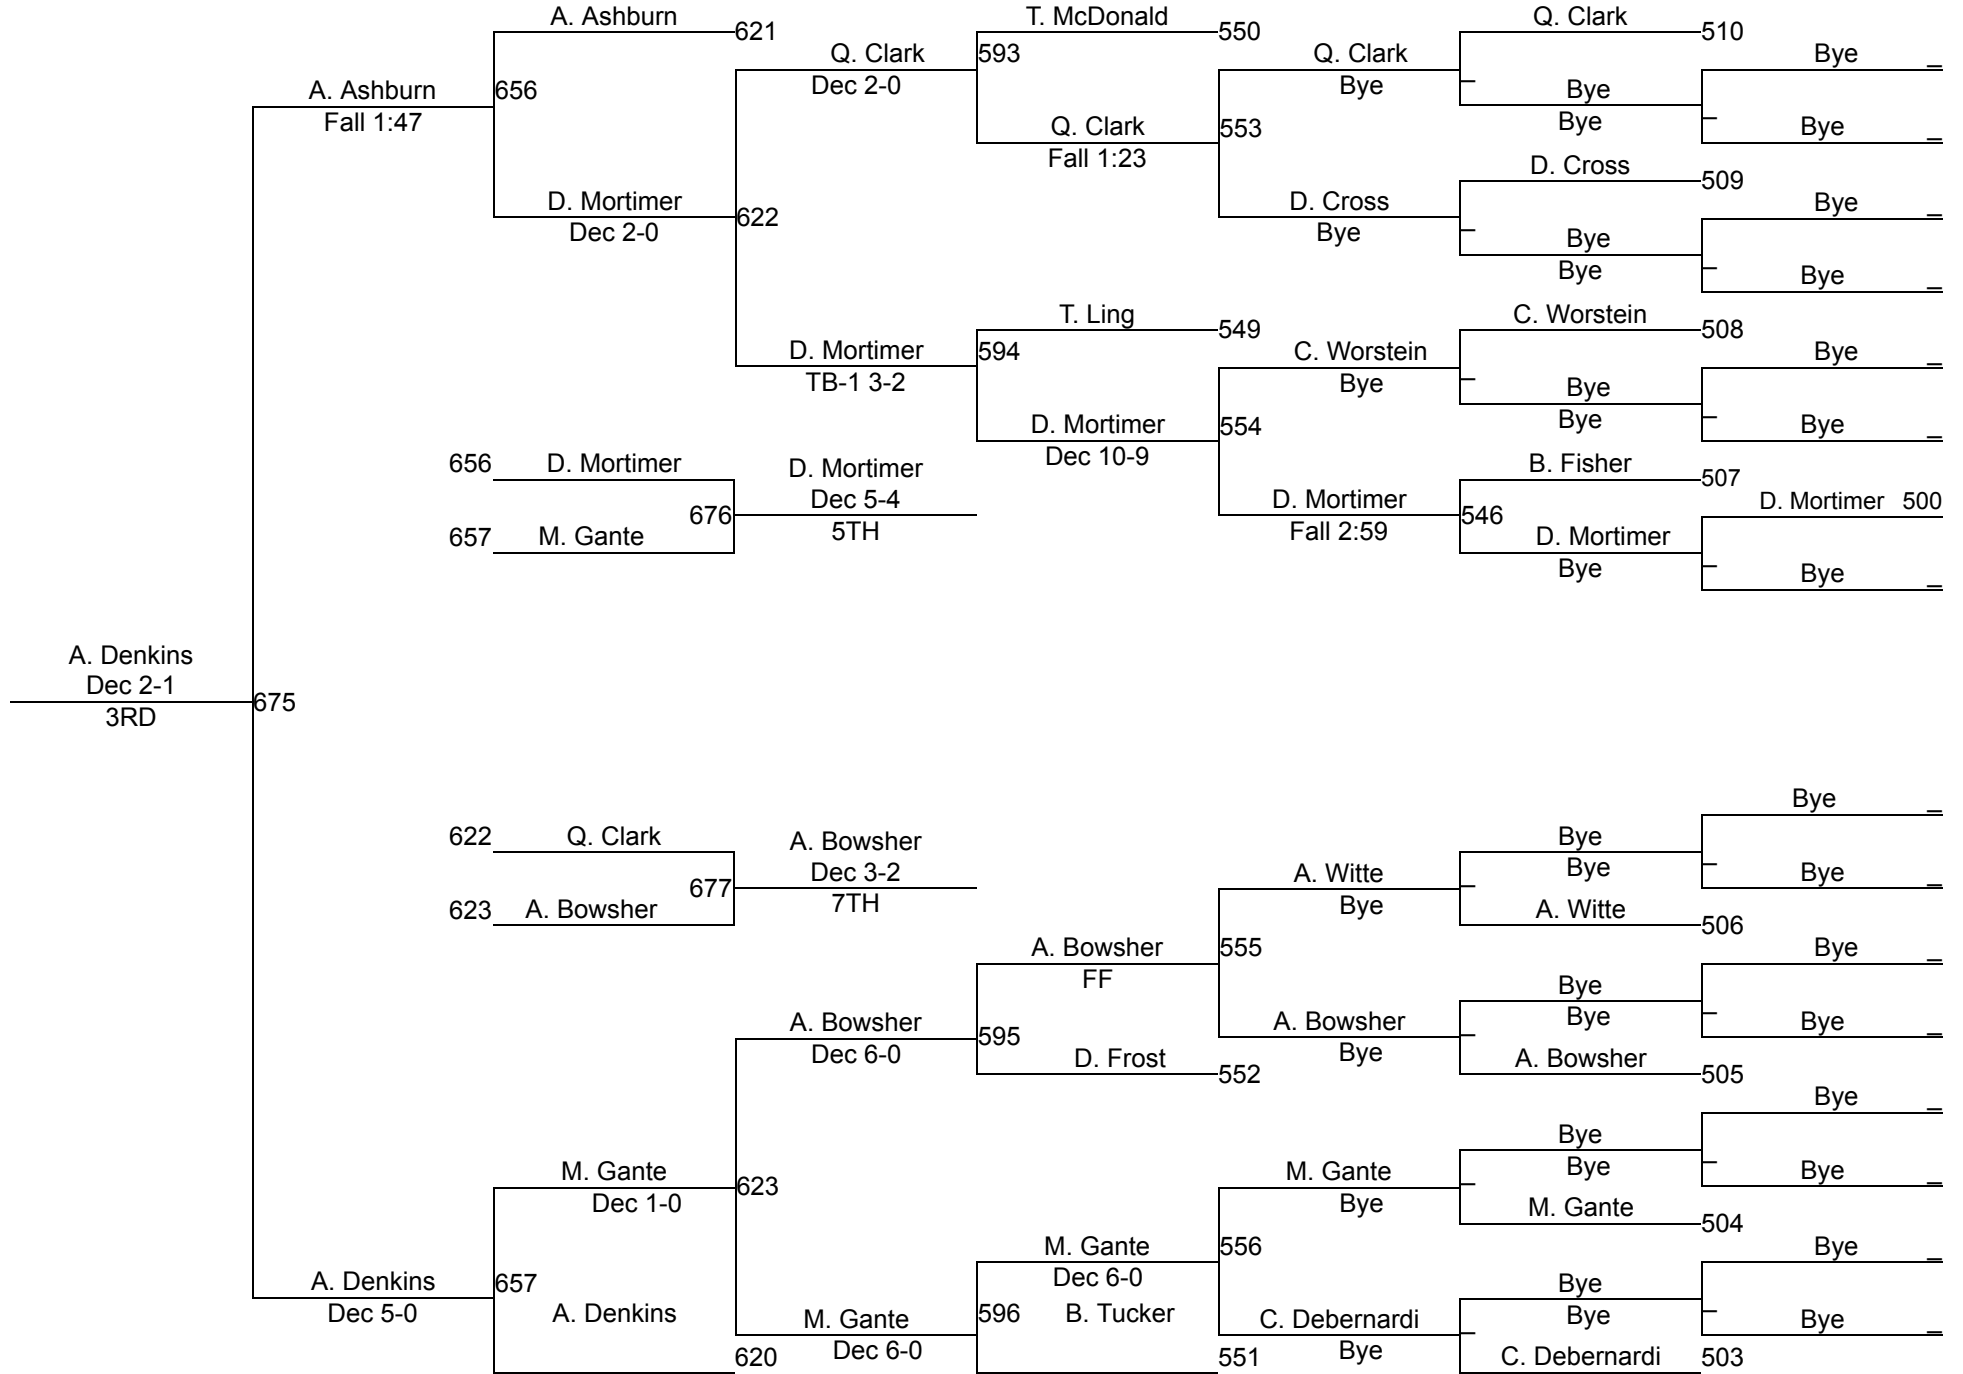 A. Ashburn
621
T. McDonald
550
Q. Clark
510
Bye _
Q. Clark
593
Q. Clark
Dec 2-0
Bye
_
A. Ashburn
656
Bye
Fall 1:47
Bye
_
Q. Clark
553
Bye _
Fall 1:23
D. Cross
509
D. Mortimer
622
D. Cross
Bye _
Dec 2-0
Bye
_
Bye
Bye
_
Bye _
T. Ling
549
C. Worstein
508
D. Mortimer
594
C. Worstein
Bye _
TB-1 3-2
Bye
_
Bye
Bye
_
D. Mortimer
554
Bye _
Dec 10-9
656 D. Mortimer
D. Mortimer
B. Fisher
507
Dec 5-4
D. Mortimer
D. Mortimer 500
676
5TH
Fall 2:59
546
657 M. Gante
D. Mortimer
Bye
_
Bye _
A. Denkins
Dec 2-1
675
3RD
Bye _
622 Q. Clark
A. Bowsher
Bye
Dec 3-2
A. Witte
Bye
_
Bye _
677
7TH
Bye
_
623 A. Bowsher
A. Witte
506
A. Bowsher
555
Bye _
FF
Bye
A. Bowsher
595
A. Bowsher
Bye
_
Bye _
Dec 6-0
Bye
_
D. Frost
552
A. Bowsher
505
Bye _
Bye
M. Gante
623
M. Gante
Bye
_
Bye _
Dec 1-0
Bye
_
M. Gante
504
M. Gante
556
Bye _
Dec 6-0
A. Denkins
657
Bye
Dec 5-0
A. Denkins
M. Gante
596
B. Tucker
C. Debernardi
Bye
_
Bye _
Dec 6-0
Bye
_
620
551
C. Debernardi
503